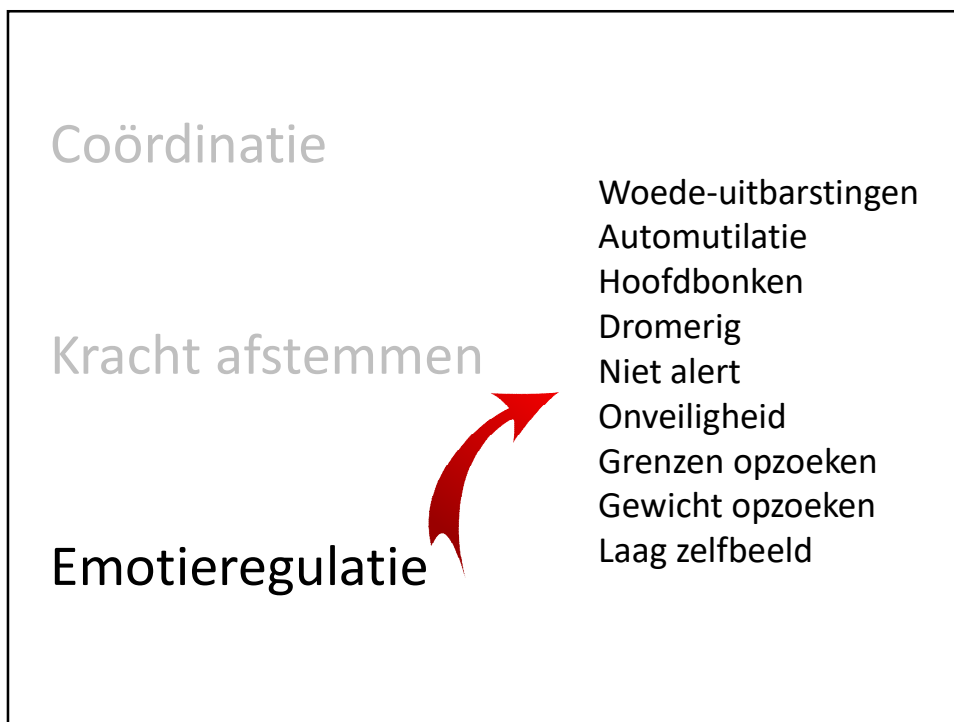 Coördinatie
Kracht afstemmen
Emotieregulatie
Woede-uitbarstingen
Automutilatie
Hoofdbonken
Dromerig
Niet alert
Onveiligheid
Grenzen opzoeken
Gewicht opzoeken
Laag zelfbeeld